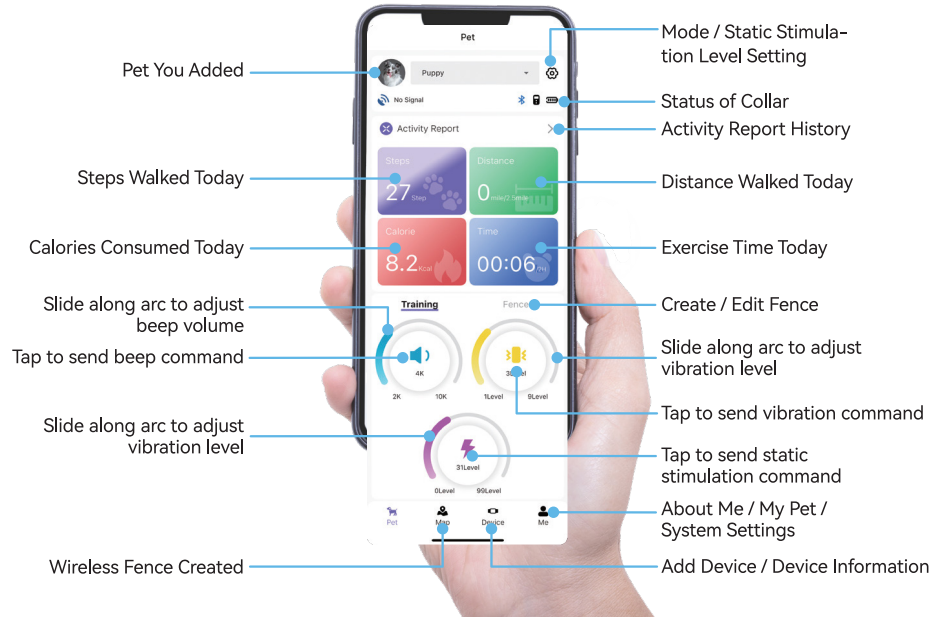 Pet
Mode / Static Stimula-
tion Level Setting
Pet You Added
Puppy
No Signal
Status of Collar
Activity Report
Activity Report History
Steps
Distance
Steps Walked Today
27 Step
0
Distance Walked Today
Calorie
Time
Calories Consumed Today
8.2 Kcal
00:06
Exercise Time Today
Slide along arc to adjust
beep volume
Training
Fence
Create / Edit Fence
Tap to send beep command
4K
2K
10K
1Level
9Level
Slide along arc to adjust
vibration level
Tap to send vibration command
Slide along arc to adjust
vibration level
31Level
0Level
99Level
Tap to send static
stimulation command
Pet
Map
Device
Me
About Me / My Pet /
System Settings
Wireless Fence Created
Add Device / Device Information